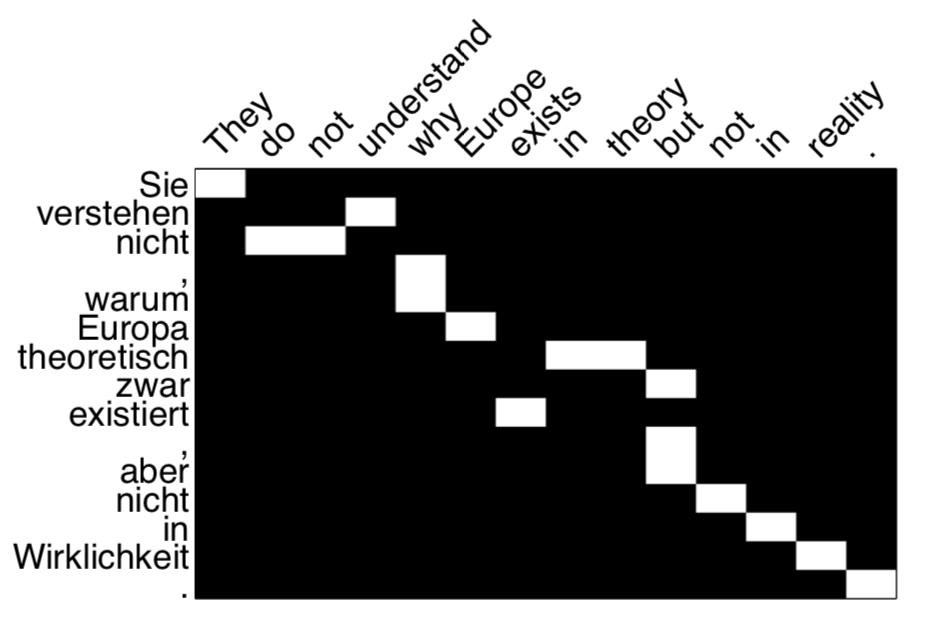 They do not understand why Europe exists in theory but not in reality .
Sie
verstehen
nicht
,
warum
Europa
theoretisch
zwar
existiert
,
aber
nicht
in
Wirklichkeit
.